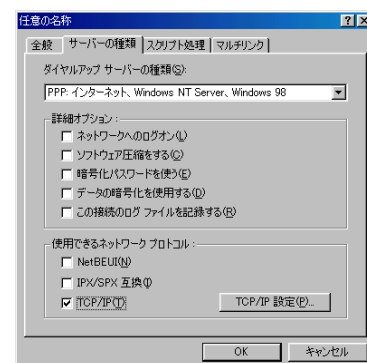 任意の名称
全般 サーバーの種類 スクリプト処理 マルチリンク
ダイヤルアップ サーバーの種類(S):
PPP: インターネット、Windows NT Server、Windows 98
詳細オプション:
ネットワークへのログオン(L)
ソフトウェア圧縮をする(C)
暗号化パスワードを使う(E)
データの暗号化を使用する(D)
この接続のログ ファイルを記録する(R)
使用できるネットワーク プロトコル:
NetBEUI(N)
IPX/SPX 互換(I)
TCP/IP(T) TCP/IP 設定(P)...
OK キャンセル